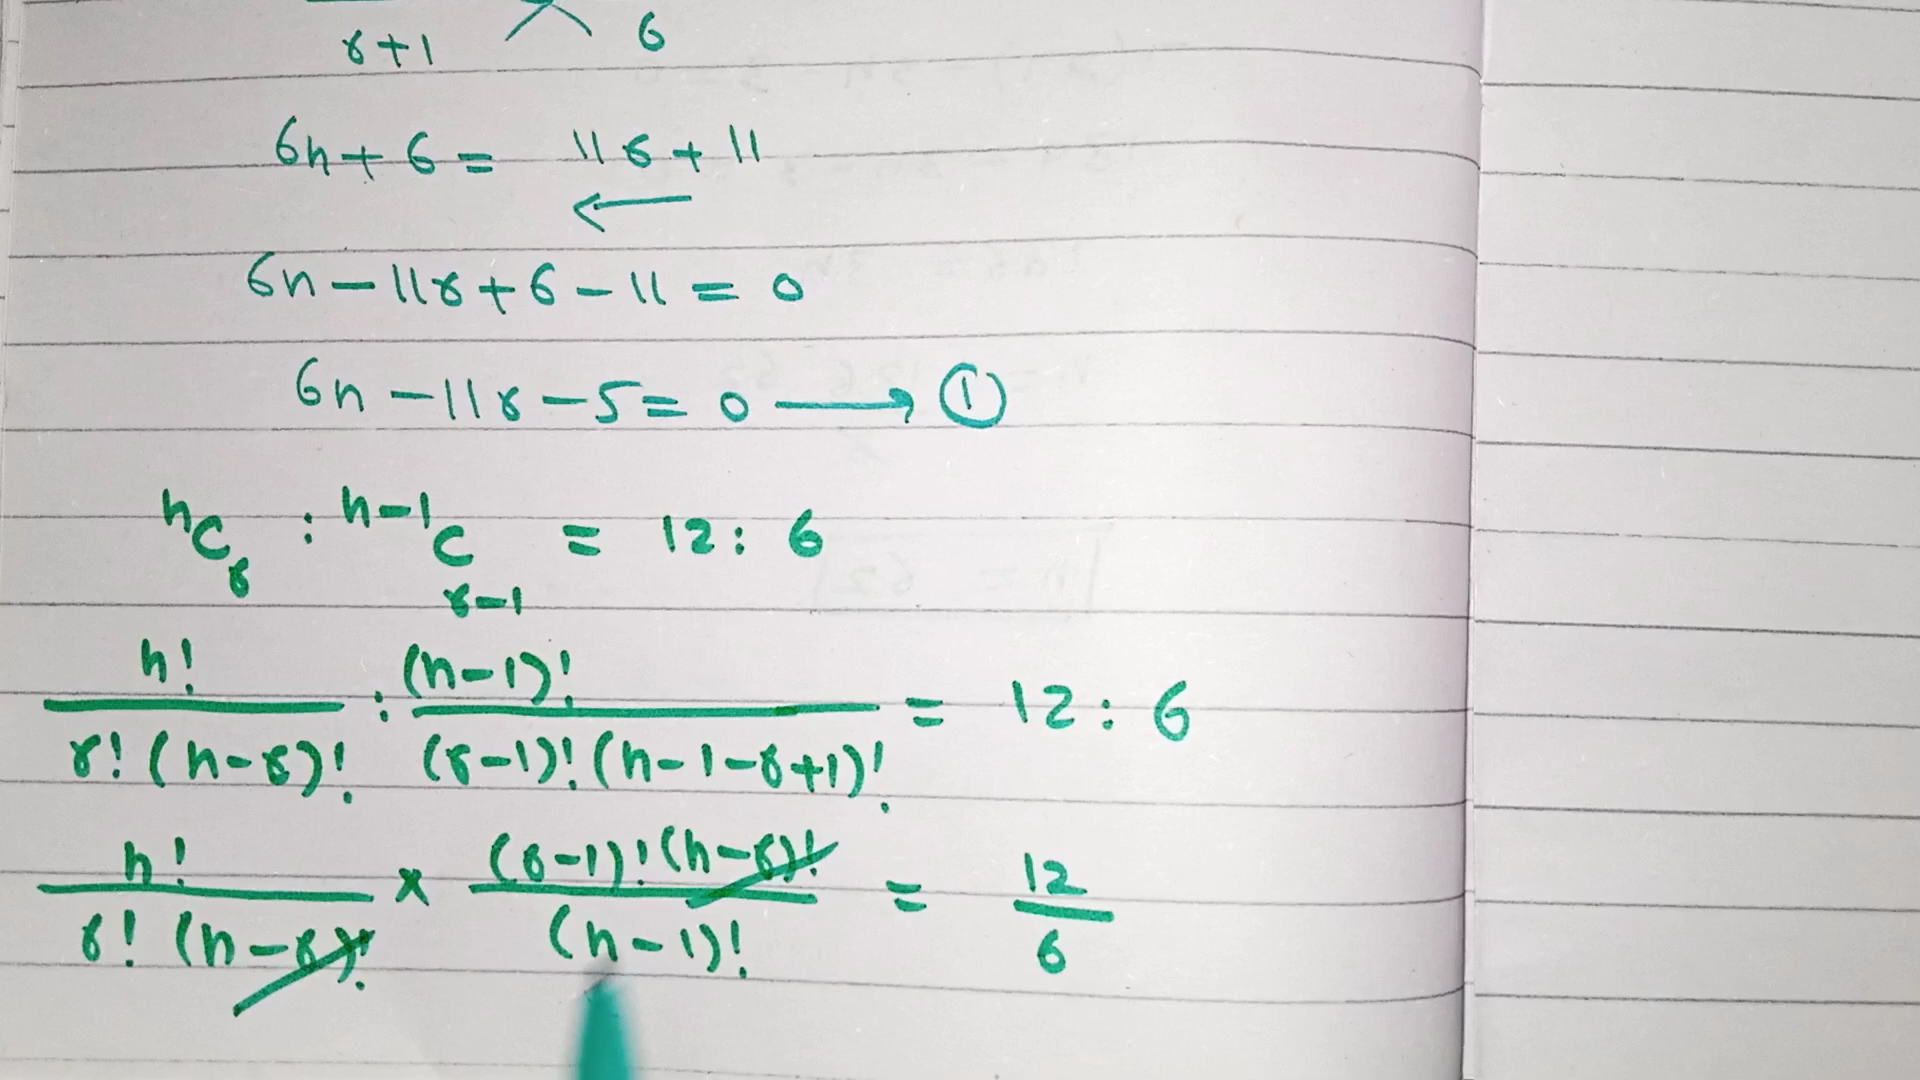 r+1 6
6n+6 = 11r+11
←
6n-11r+6-11=0
6n-11r-5=0 → ①
ⁿCᵣ : ⁿ⁻¹Cᵣ₋₁ = 12:6
n!/r!(n-r)! : (n-1)!/(r-1)!(n-1-r+1)! = 12:6
n!/r!(n-r)! × (r-1)!(n-r)!/(n-1)! = 12/6